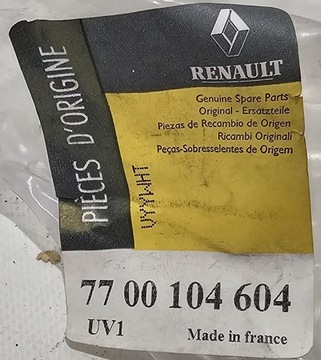 RENAULT
PIÈCES D'ORIGINE
Genuine Spare Parts
Original - Ersatzteile
Piezas de Recambio de Origen
Ricambi Originali
Peças-Sobresselentes de Origem
VYYWHT
77 00 104 604
UV1 Made in france